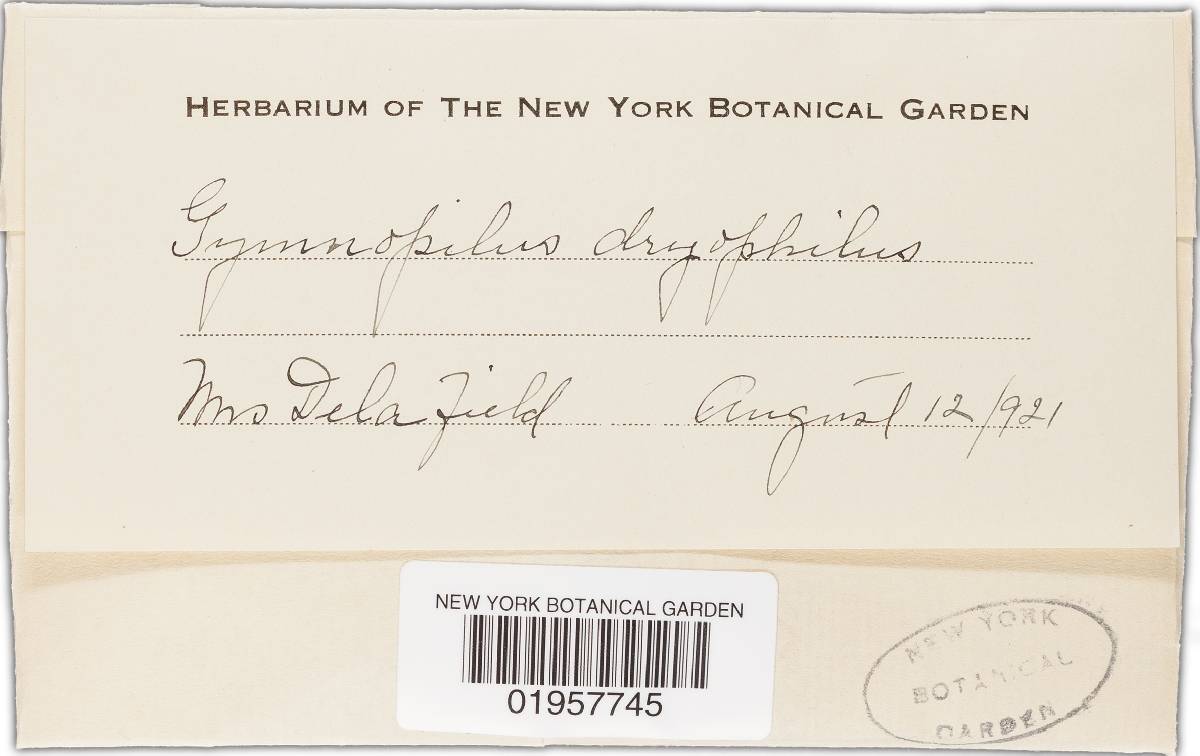 HERBARIUM OF THE NEW YORK BOTANICAL GARDEN
Gymnopilus dryophilus
Mrs Delafield August 12/921
NEW YORK BOTANICAL GARDEN
01957745
NEW YORK
BOTANICAL
GARDEN